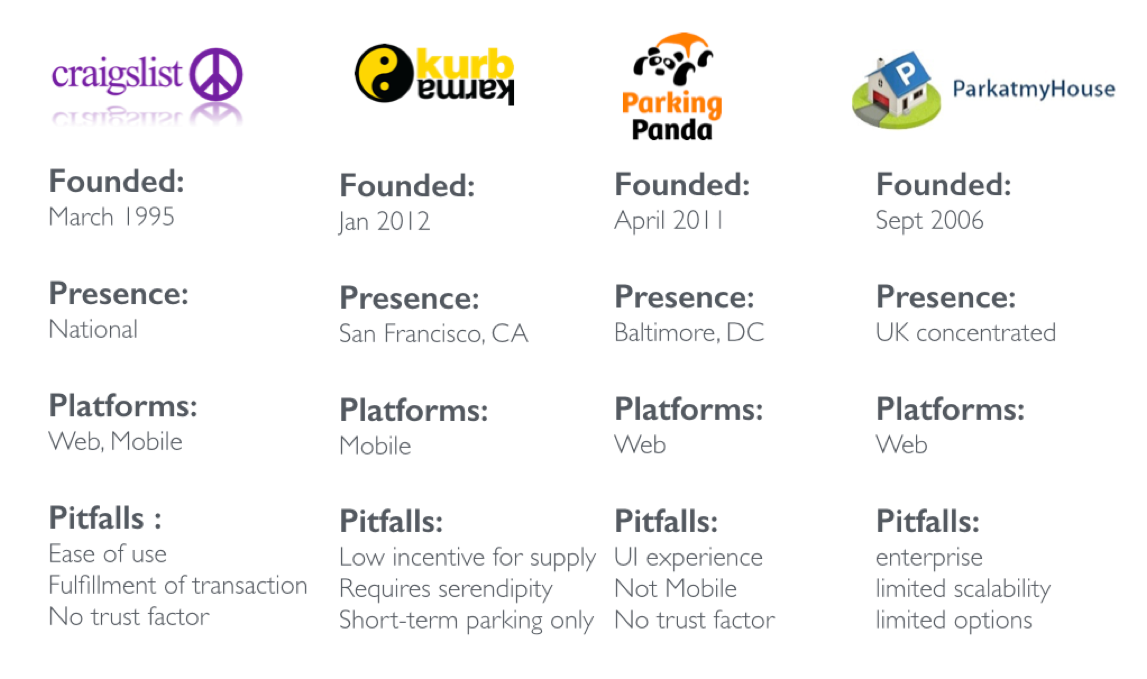 craigslist
Founded:
March 1995
Presence:
National
Platforms:
Web, Mobile
Pitfalls :
Ease of use
Fulfillment of transaction
No trust factor
kurb
karma
Founded:
Jan 2012
Presence:
San Francisco, CA
Platforms:
Mobile
Pitfalls:
Low incentive for supply
Requires serendipity
Short-term parking only
Parking
Panda
Founded:
April 2011
Presence:
Baltimore, DC
Platforms:
Web
Pitfalls:
UI experience
Not Mobile
No trust factor
P
ParkatmyHouse
Founded:
Sept 2006
Presence:
UK concentrated
Platforms:
Web
Pitfalls:
enterprise
limited scalability
limited options